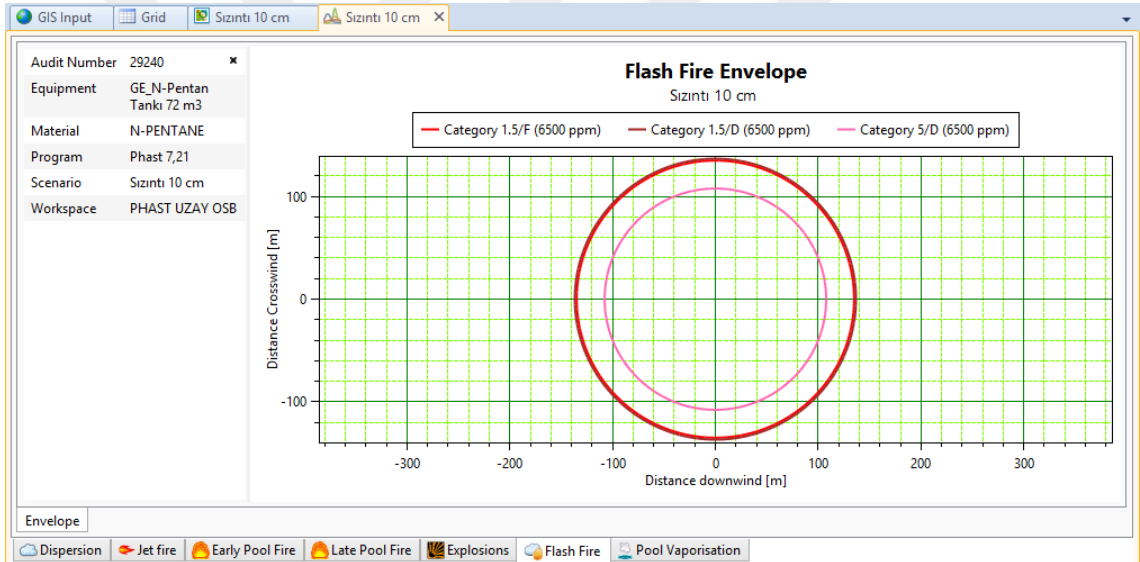 GIS Input
Grid
Sızıntı 10 cm
Sızıntı 10 cm
Audit Number 29240
Equipment GE_N-Pentan
Tankı 72 m3
Material N-PENTANE
Program Phast 7,21
Scenario Sızıntı 10 cm
Workspace PHAST UZAY OSB
Flash Fire Envelope
Sızıntı 10 cm
Category 1.5/F (6500 ppm)
Category 1.5/D (6500 ppm)
Category 5/D (6500 ppm)
Distance Crosswind [m]
100
0
-100
-300 -200 -100 0 100 200 300
Distance downwind [m]
Envelope
Dispersion
Jet fire
Early Pool Fire
Late Pool Fire
Explosions
Flash Fire
Pool Vaporisation